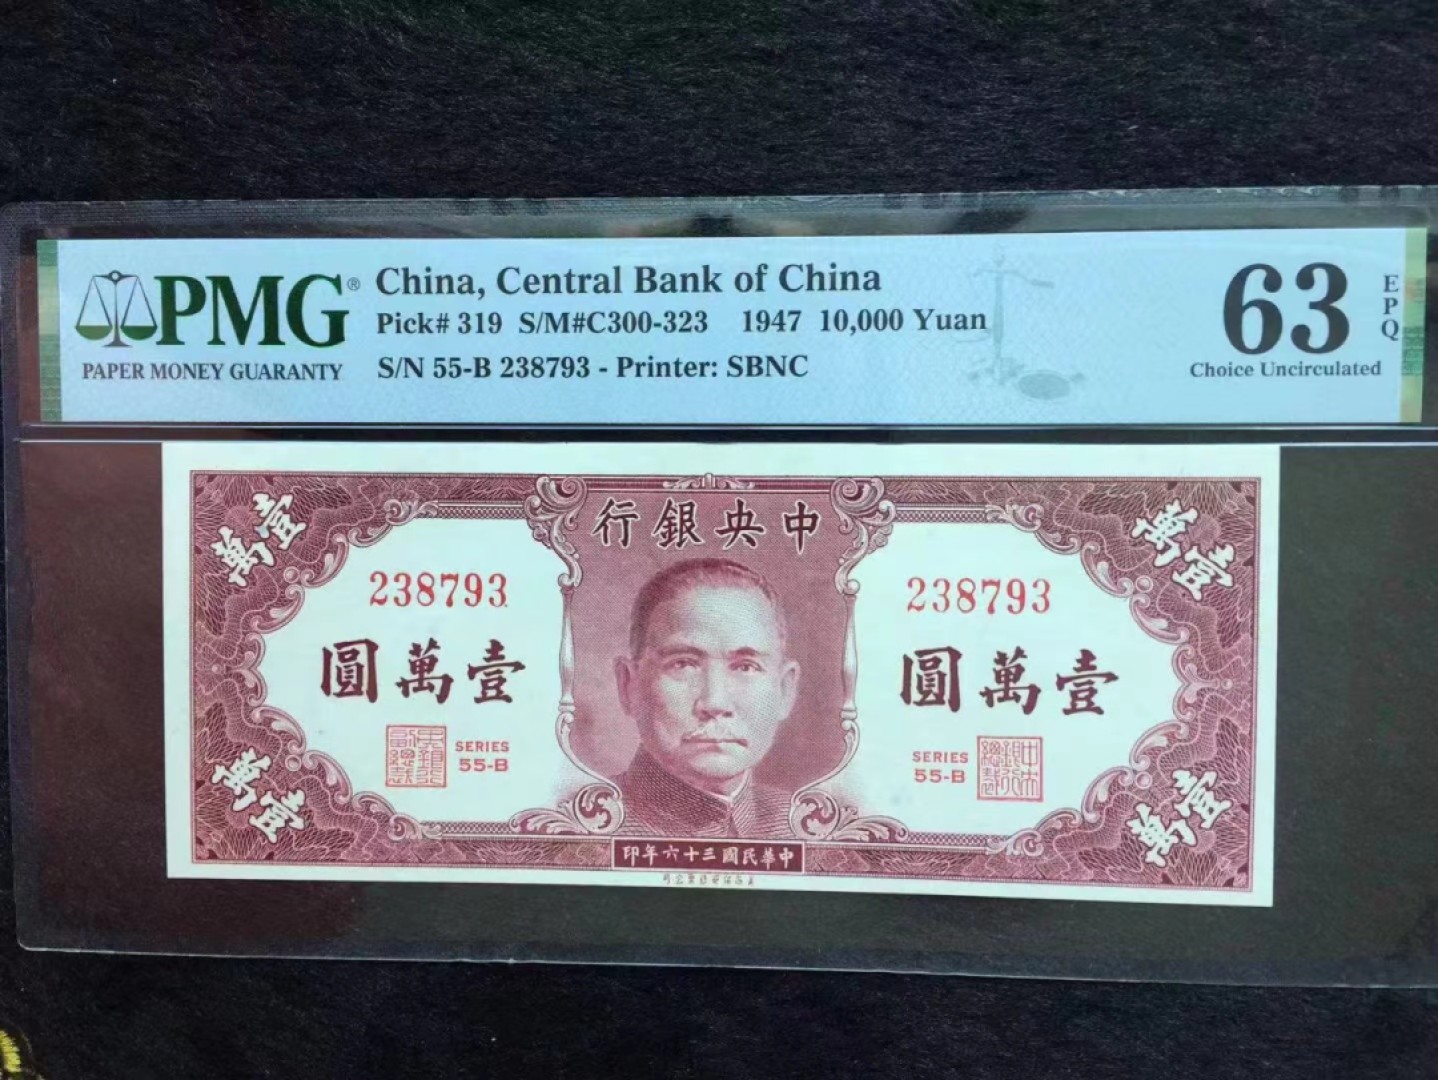 PMG®
PAPER MONEY GUARANTY
China, Central Bank of China
Pick# 319 S/M#C300-323 1947 10,000 Yuan
S/N 55-B 238793 - Printer: SBNC
63
EPQ
Choice Uncirculated
行銀央中
壹萬
萬壹
238793
238793
圓萬壹
圓萬壹
SERIES
55-B
SERIES
55-B
萬壹
壹萬
印年六十三國民華中